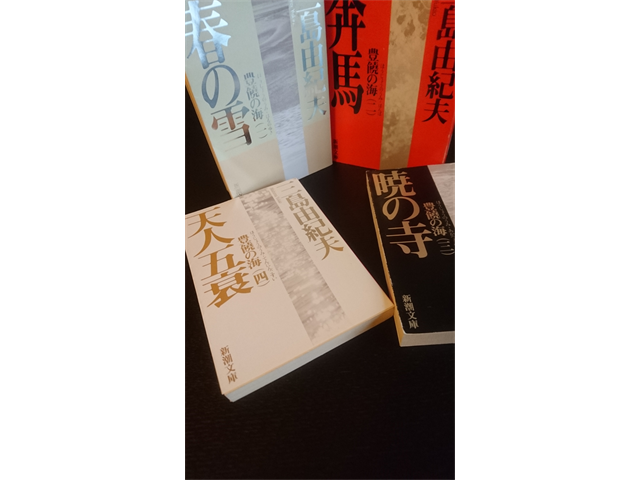 春の雪
豊饒の海(一)
三島由紀夫
奔馬
豊饒の海(二)
三島由紀夫
天人五衰
豊饒の海(四)
三島由紀夫
新潮文庫
暁の寺
豊饒の海(三)
新潮文庫